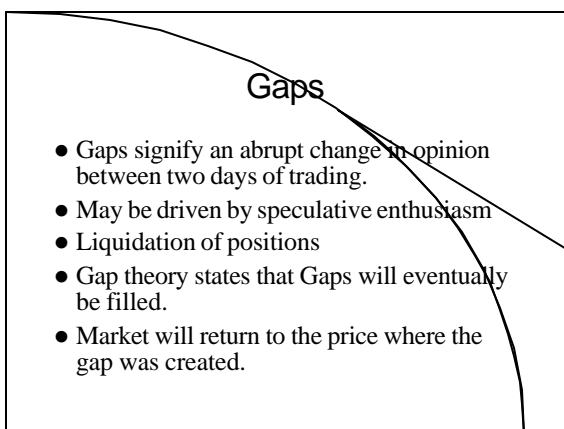 Gaps
● Gaps signify an abrupt change in opinion
between two days of trading.
● May be driven by speculative enthusiasm
● Liquidation of positions
● Gap theory states that Gaps will eventually
be filled.
● Market will return to the price where the
gap was created.